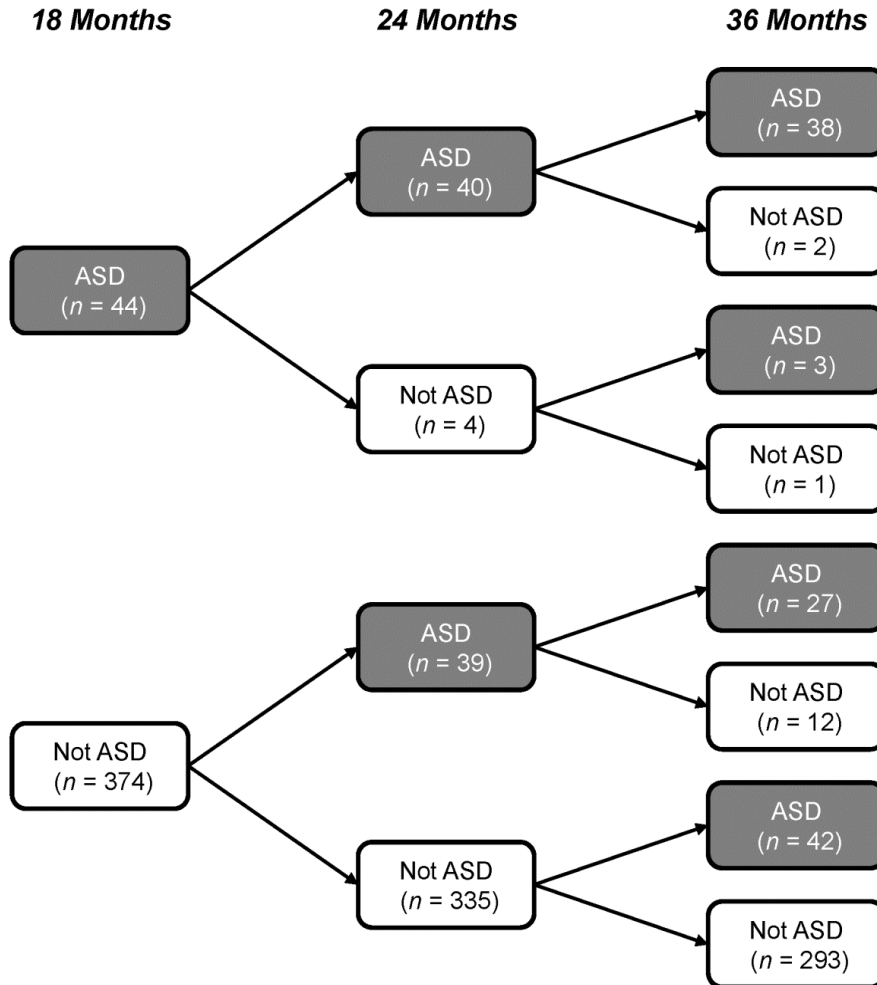 18 Months 24 Months 36 Months
ASD
(n = 38)
ASD
(n = 40)
Not ASD
(n = 2)
ASD
(n = 44)
ASD
(n = 3)
Not ASD
(n = 4)
Not ASD
(n = 1)
ASD
(n = 27)
ASD
(n = 39)
Not ASD
(n = 12)
Not ASD
(n = 374)
ASD
(n = 42)
Not ASD
(n = 335)
Not ASD
(n = 293)